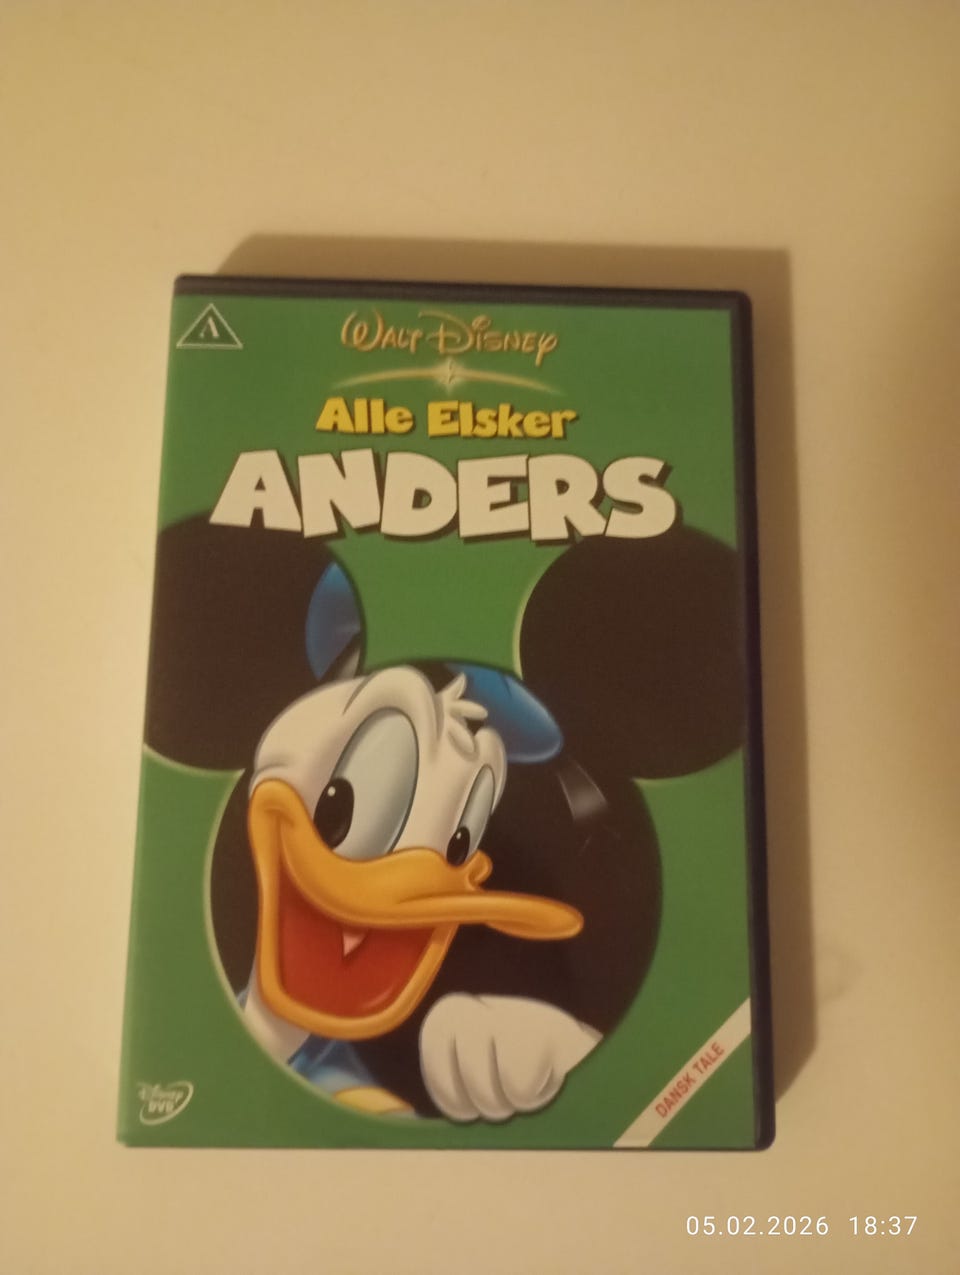 A
WALT DISNEY
Alle Elsker
ANDERS
DANSK TALE
Disney
DVD
05.02.2026 18:37